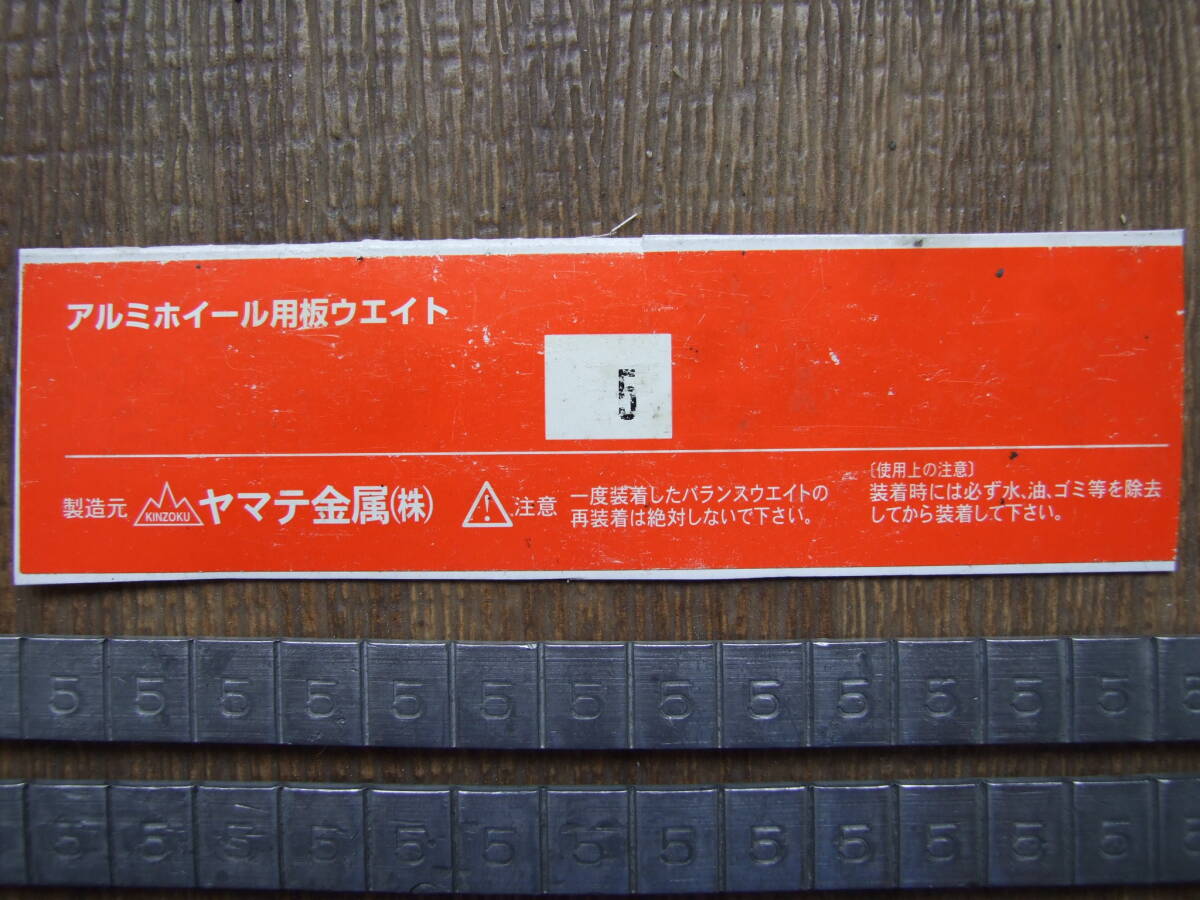 アルミホイール用板ウエイト
5
製造元 KINZOKU ヤマテ金属(株)
注意 一度装着したバランスウエイトの
再装着は絶対しないで下さい。
〔使用上の注意〕
装着時には必ず水、油、ゴミ等を除去
してから装着して下さい。
5 5 5 5 5 5 5 5 5 5 5 5 5 5
5 5 5 5 5 5 5 5 5 5 5 5 5 5